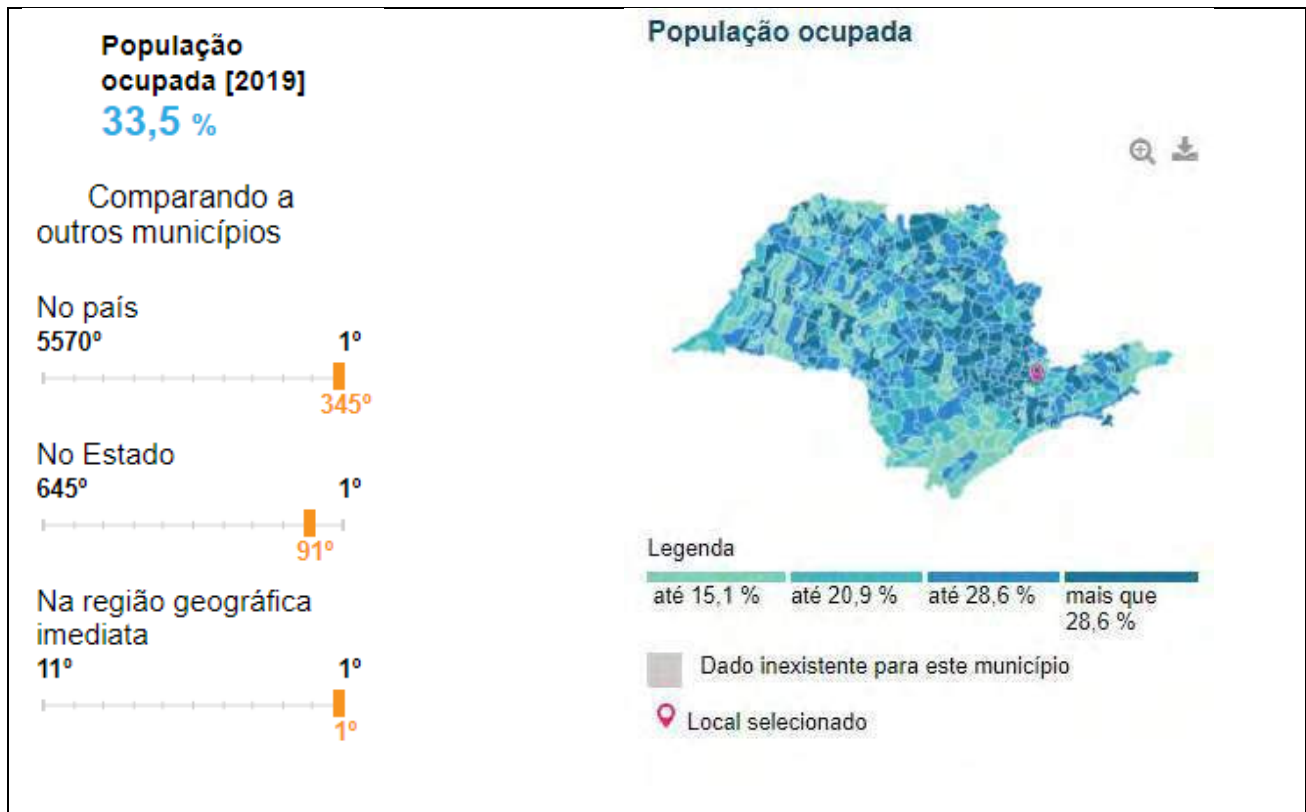 População
ocupada [2019]
33,5 %
Comparando a
outros municípios
No país
5570º 1º
345º
No Estado
645º 1º
91º
Na região geográfica
imediata
11º 1º
1º
População ocupada
Legenda
até 15,1 % até 20,9 % até 28,6 % mais que
28,6 %
Dado inexistente para este município
Local selecionado